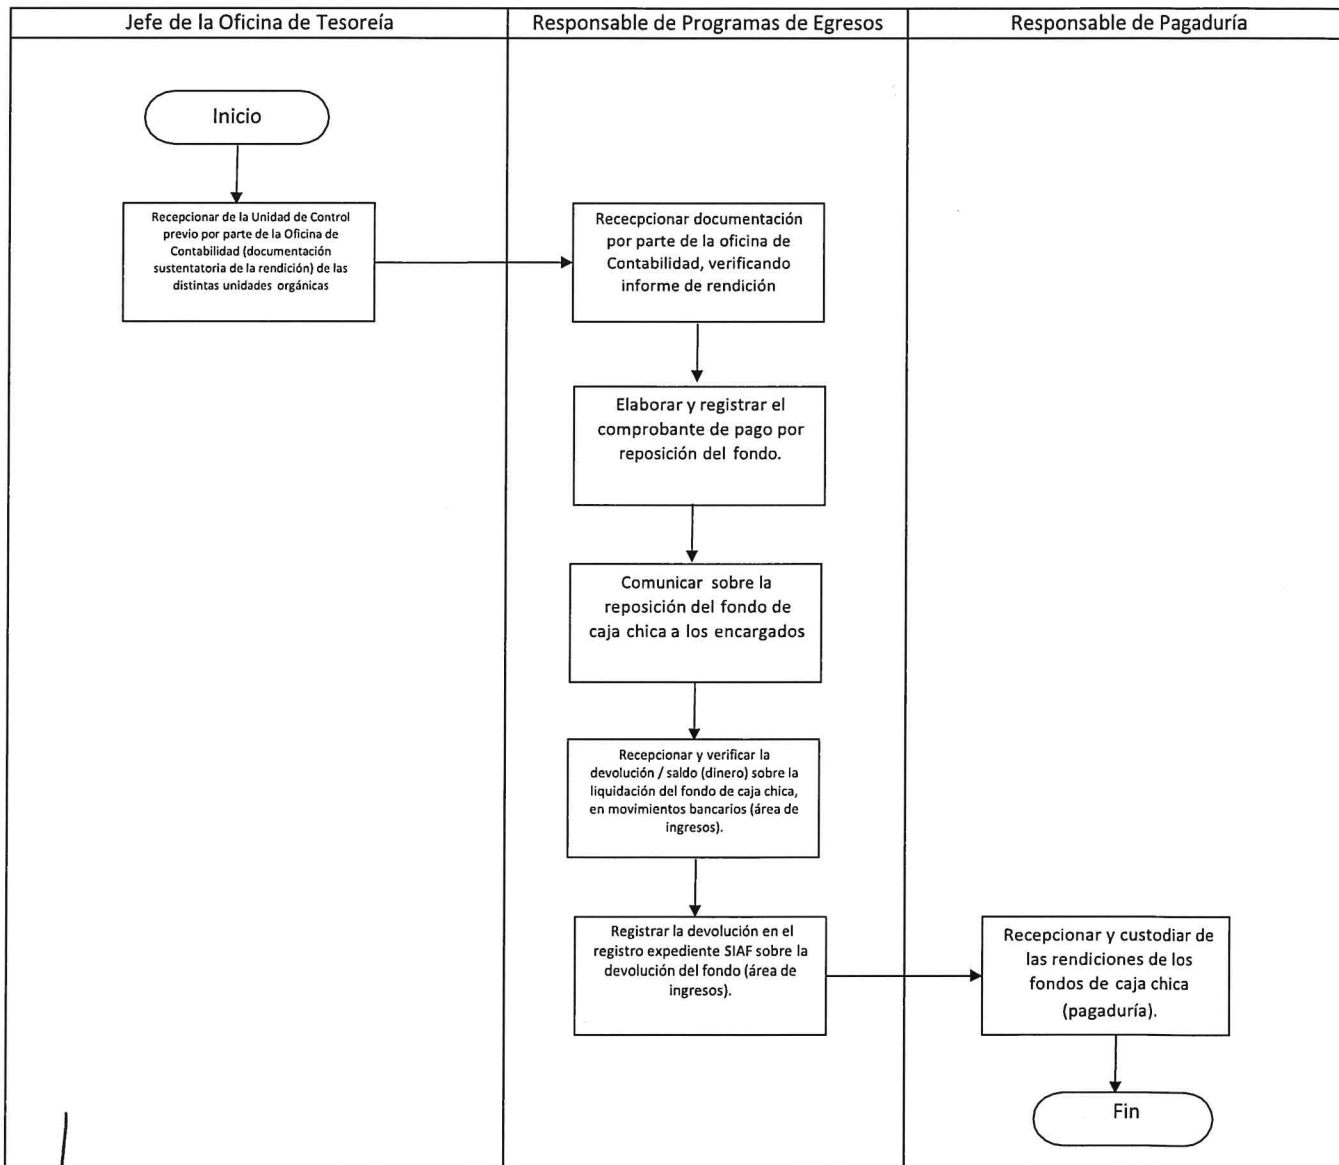 Jefe de la Oficina de Tesoreía
Responsable de Programas de Egresos
Responsable de Pagaduría
Inicio
Recepcionar de la Unidad de Control
previo por parte de la Oficina de
Contabilidad (documentación
sustentatoria de la rendición) de las
distintas unidades orgánicas
Rececpcionar documentación
por parte de la oficina de
Contabilidad, verificando
informe de rendición
Elaborar y registrar el
comprobante de pago por
reposición del fondo.
Comunicar sobre la
reposición del fondo de
caja chica a los encargados
Recepcionar y verificar la
devolución / saldo (dinero) sobre la
liquidación del fondo de caja chica,
en movimientos bancarios (área de
ingresos).
Registrar la devolución en el
registro expediente SIAF sobre la
devolución del fondo (área de
ingresos).
Recepcionar y custodiar de
las rendiciones de los
fondos de caja chica
(pagaduría).
Fin